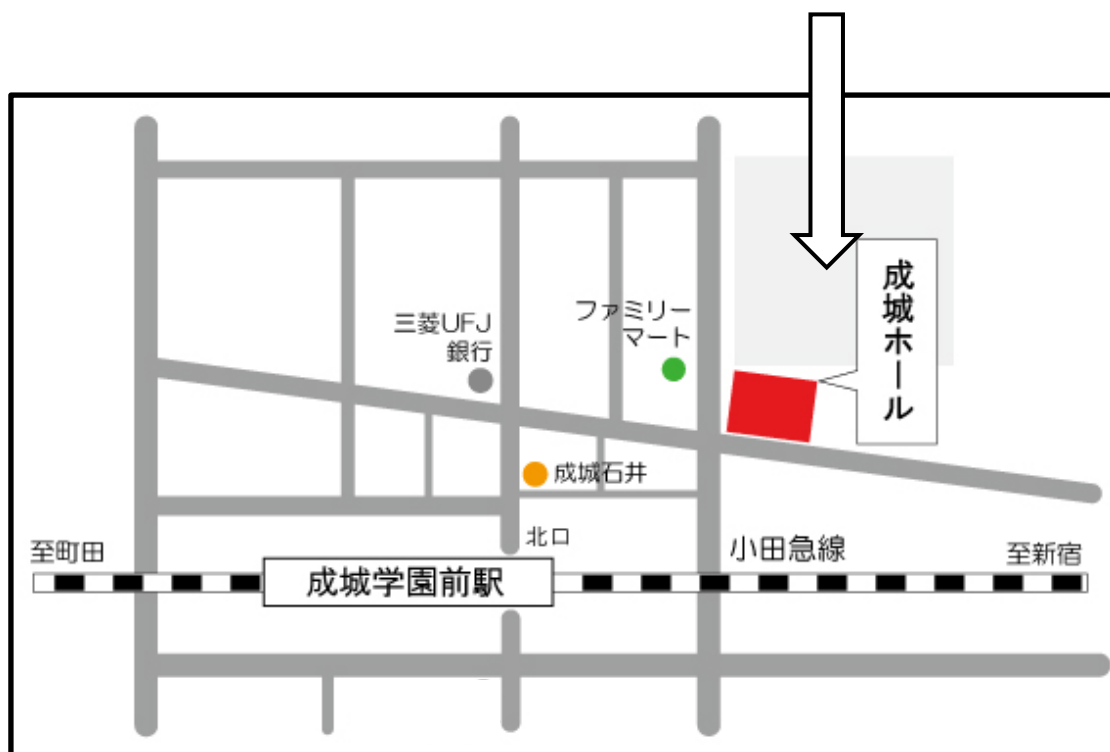 成城ホール
三菱UFJ
銀行
ファミリー
マート
成城石井
北口
至町田
小田急線
至新宿
成城学園前駅